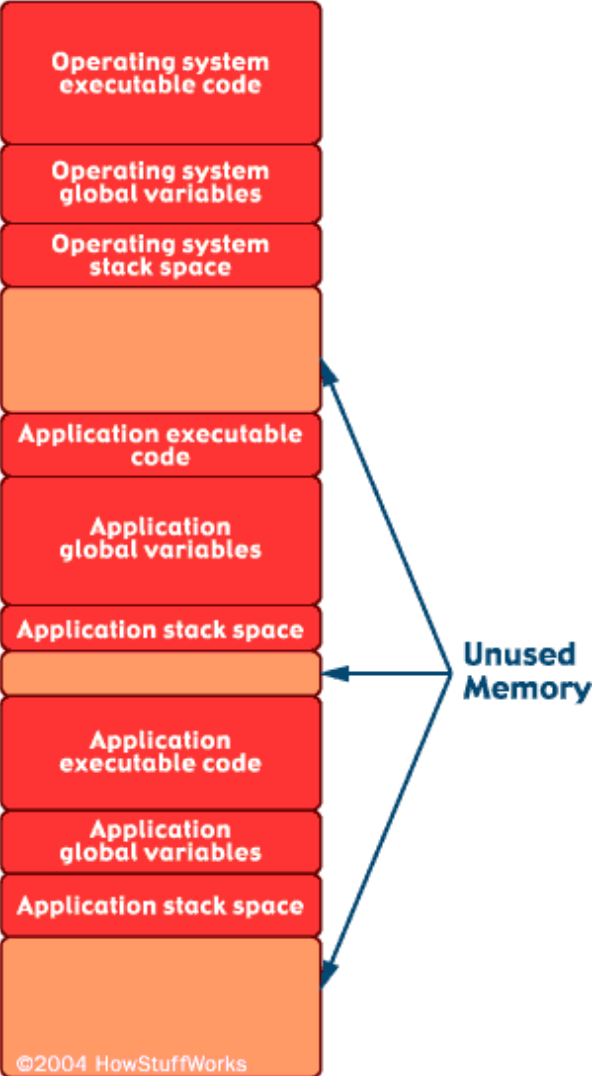 Operating system
executable code
Operating system
global variables
Operating system
stack space
Application executable
code
Application
global variables
Application stack space
Unused
Memory
Application
executable code
Application
global variables
Application stack space
©2004 HowStuffWorks